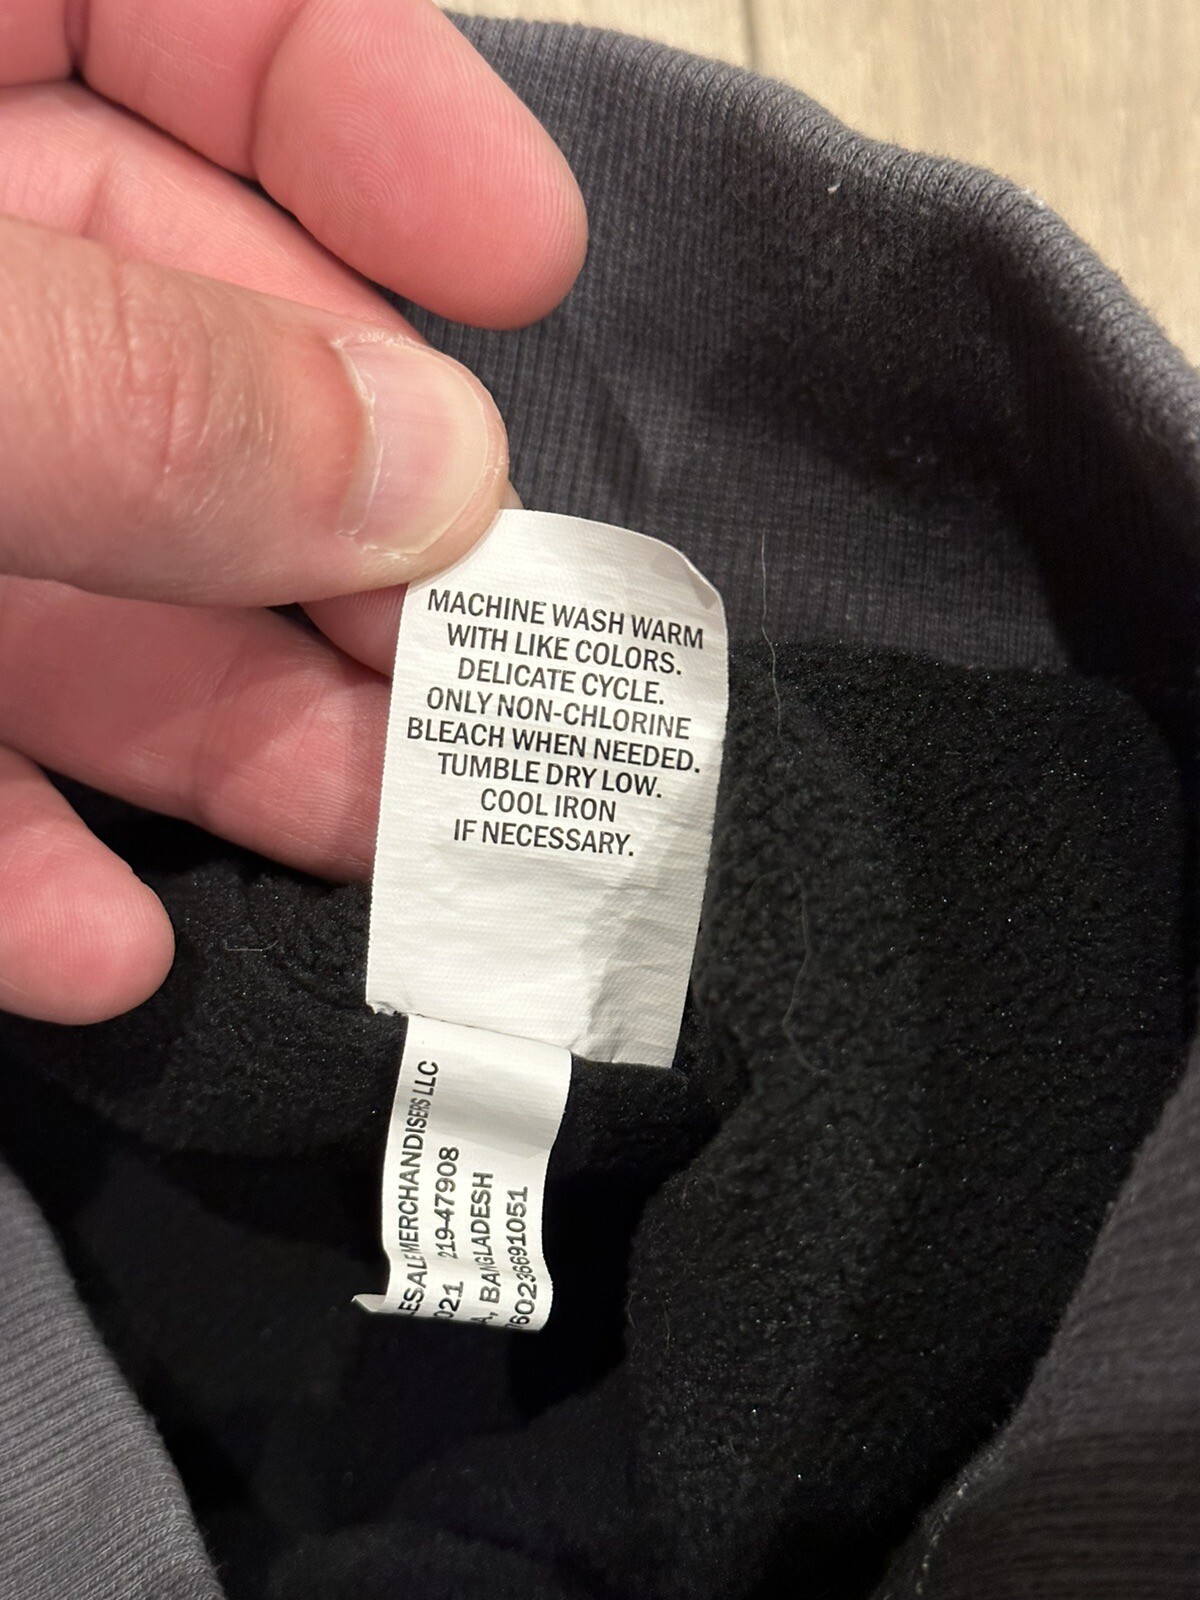 MACHINE WASH WARM
WITH LIKE COLORS.
DELICATE CYCLE.
ONLY NON-CHLORINE
BLEACH WHEN NEEDED.
TUMBLE DRY LOW.
COOL IRON
IF NECESSARY.
MERCHANDISERS LLC
219-47908
BANGLADESH